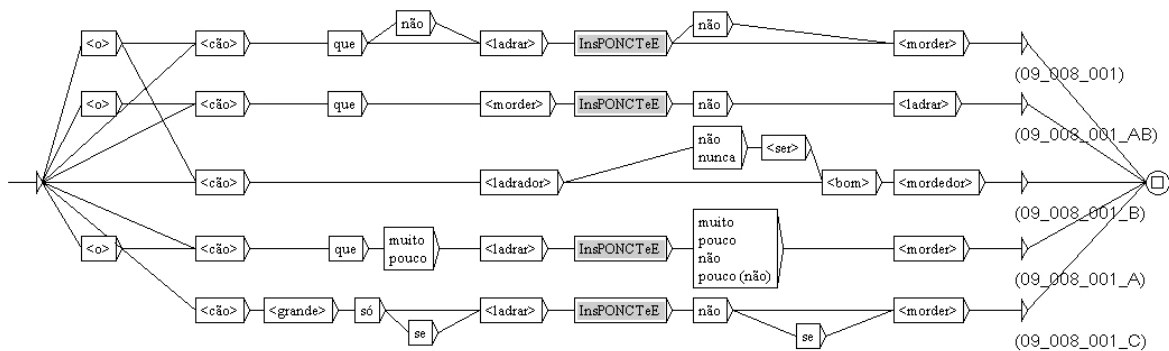 <o> <cão> que não <ladrar> InsPONCTeE não <morder>
(09_008_001)
<o> <cão> que <morder> InsPONCTeE não <ladrar>
(09_008_001_AB)
<cão> <ladrador> não
nunca <ser> <bom> <mordedor>
(09_008_001_B)
<o> <cão> que muito
pouco <ladrar> InsPONCTeE muito
pouco
não
pouco (não) <morder>
(09_008_001_A)
<cão> <grande> só se <ladrar> InsPONCTeE não se <morder>
(09_008_001_C)